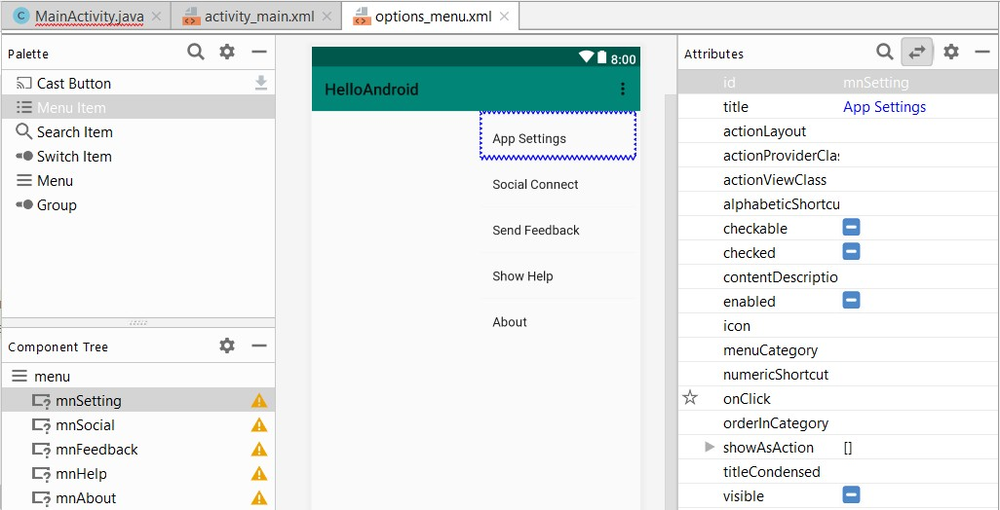 MainActivity.java
activity_main.xml
options_menu.xml
Palette
Cast Button
Menu Item
Search Item
Switch Item
Menu
Group
Component Tree
menu
mnSetting
mnSocial
mnFeedback
mnHelp
mnAbout
8:00
HelloAndroid
App Settings
Social Connect
Send Feedback
Show Help
About
Attributes
id mnSetting
title App Settings
actionLayout
actionProviderClas
actionViewClass
alphabeticShortcu
checkable
checked
contentDescriptio
enabled
icon
menuCategory
numericShortcut
onClick
orderInCategory
showAsAction []
titleCondensed
visible